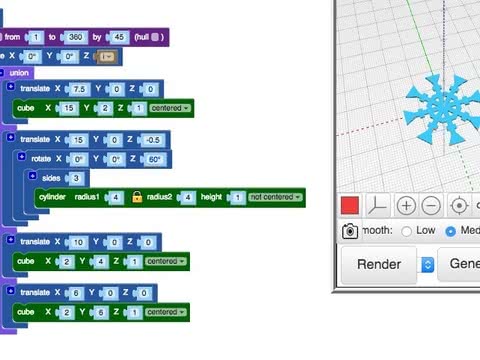 from 1 to 360 by 45 (hull )
X 0° Y 0° Z i
union
translate X 7.5 Y 0 Z 0
cube X 15 Y 2 Z 1 centered
translate X 15 Y 0 Z -0.5
rotate X 0° Y 0° Z 60°
sides 3
cylinder radius1 4 radius2 4 height 1 not centered
translate X 10 Y 0 Z 0
cube X 2 Y 4 Z 1 centered
translate X 6 Y 0 Z 0
cube X 2 Y 6 Z 1 centered
mooth: Low Med
Render Gene